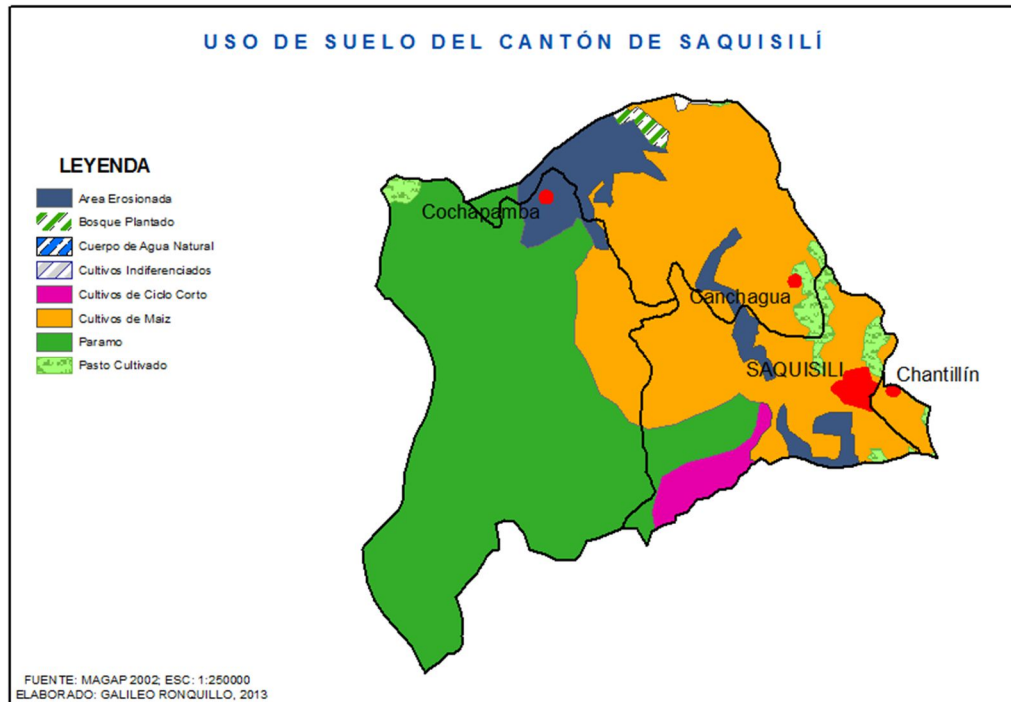 USO DE SUELO DEL CANTÓN DE SAQUISILÍ
LEYENDA
Area Erosionada
Bosque Plantado
Cuerpo de Agua Natural
Cultivos Indiferenciados
Cultivos de Ciclo Corto
Cultivos de Maiz
Paramo
Pasto Cultivado
Cochapamba
Canchagua
SAQUISILI
Chantillín
FUENTE: MAGAP 2002; ESC: 1:250000
ELABORADO: GALILEO RONQUILLO, 2013